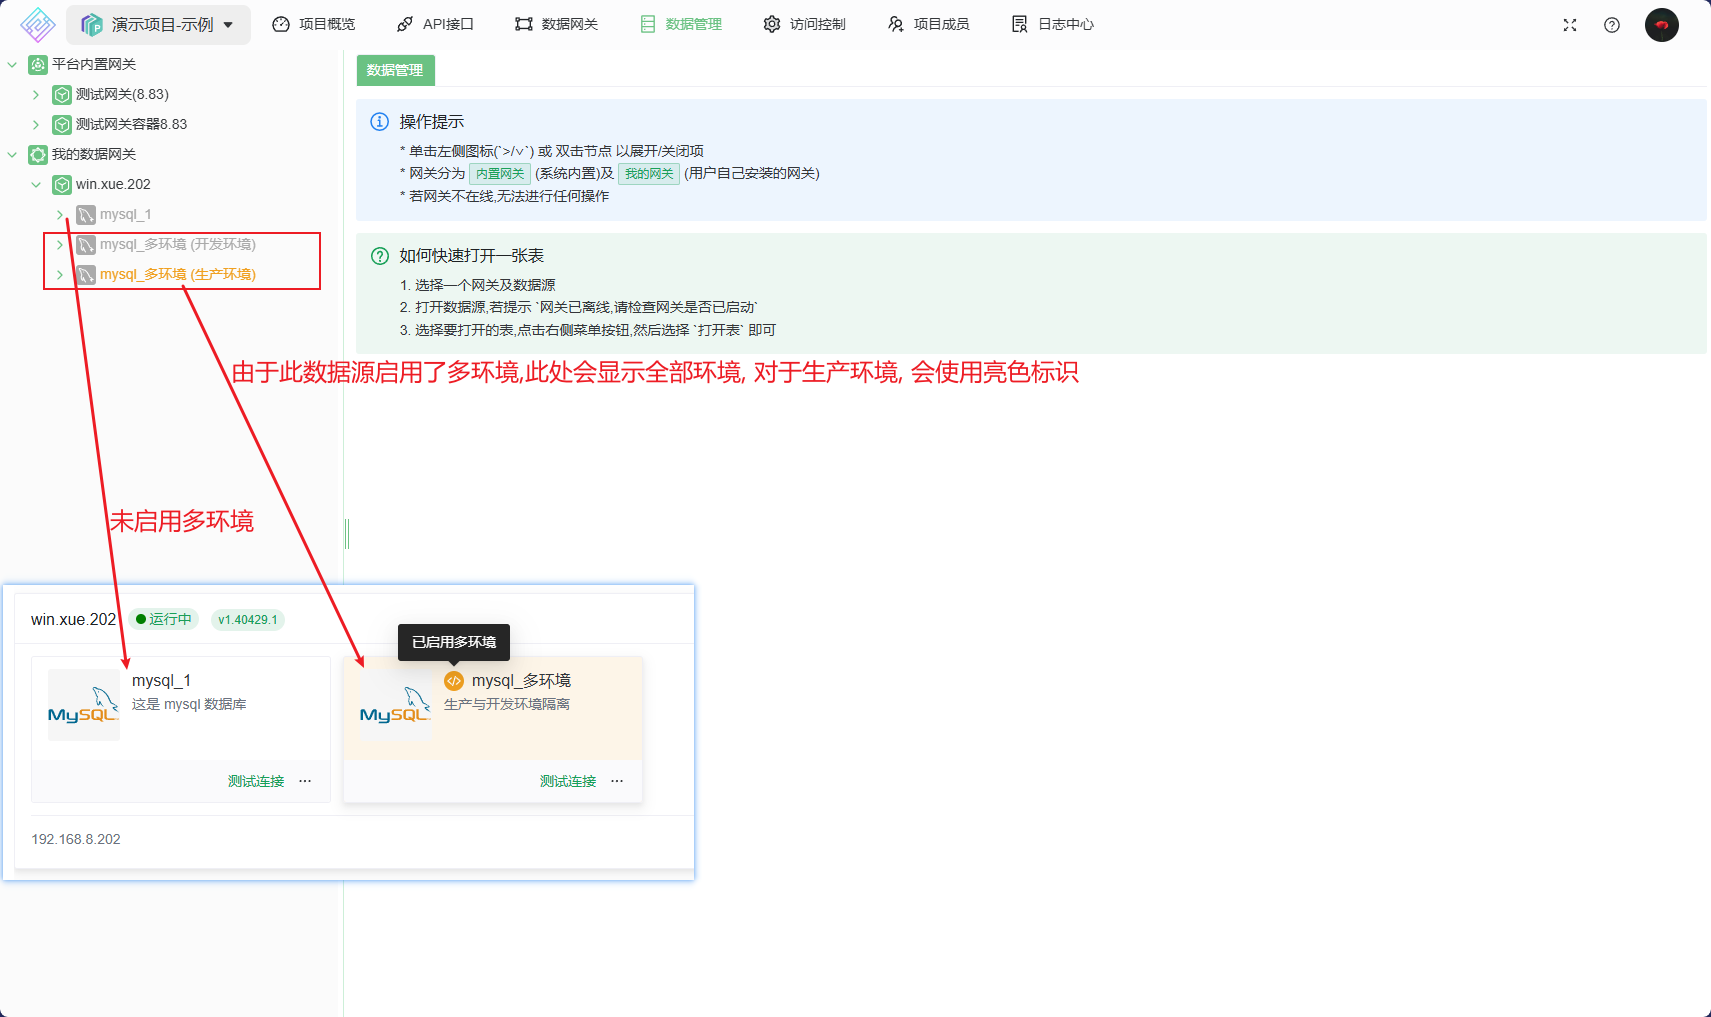 演示项目-示例
项目概览
API接口
数据网关
数据管理
访问控制
项目成员
日志中心
平台内置网关
测试网关(8.83)
测试网关容器8.83
我的数据网关
win.xue.202
mysql_1
mysql_多环境 (开发环境)
mysql_多环境 (生产环境)
数据管理
操作提示
* 单击左侧图标(`>/∨`) 或 双击节点 以展开/关闭项
* 网关分为 内置网关 (系统内置)及 我的网关 (用户自己安装的网关)
* 若网关不在线,无法进行任何操作
如何快速打开一张表
1. 选择一个网关及数据源
2. 打开数据源,若提示 `网关已离线,请检查网关是否已启动`
3. 选择要打开的表,点击右侧菜单按钮,然后选择 `打开表` 即可
由于此数据源启用了多环境,此处会显示全部环境, 对于生产环境, 会使用亮色标识
未启用多环境
win.xue.202 运行中 v1.40429.1
已启用多环境
MySQL
mysql_1
这是 mysql 数据库
测试连接 ···
MySQL
mysql_多环境
生产与开发环境隔离
测试连接 ···
192.168.8.202